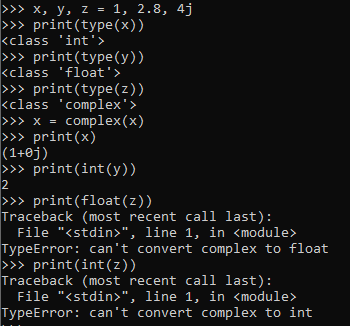 >>> x, y, z = 1, 2.8, 4j
>>> print(type(x))
<class 'int'>
>>> print(type(y))
<class 'float'>
>>> print(type(z))
<class 'complex'>
>>> x = complex(x)
>>> print(x)
(1+0j)
>>> print(int(y))
2
>>> print(float(z))
Traceback (most recent call last):
  File "<stdin>", line 1, in <module>
TypeError: can't convert complex to float
>>> print(int(z))
Traceback (most recent call last):
  File "<stdin>", line 1, in <module>
TypeError: can't convert complex to int
>>>